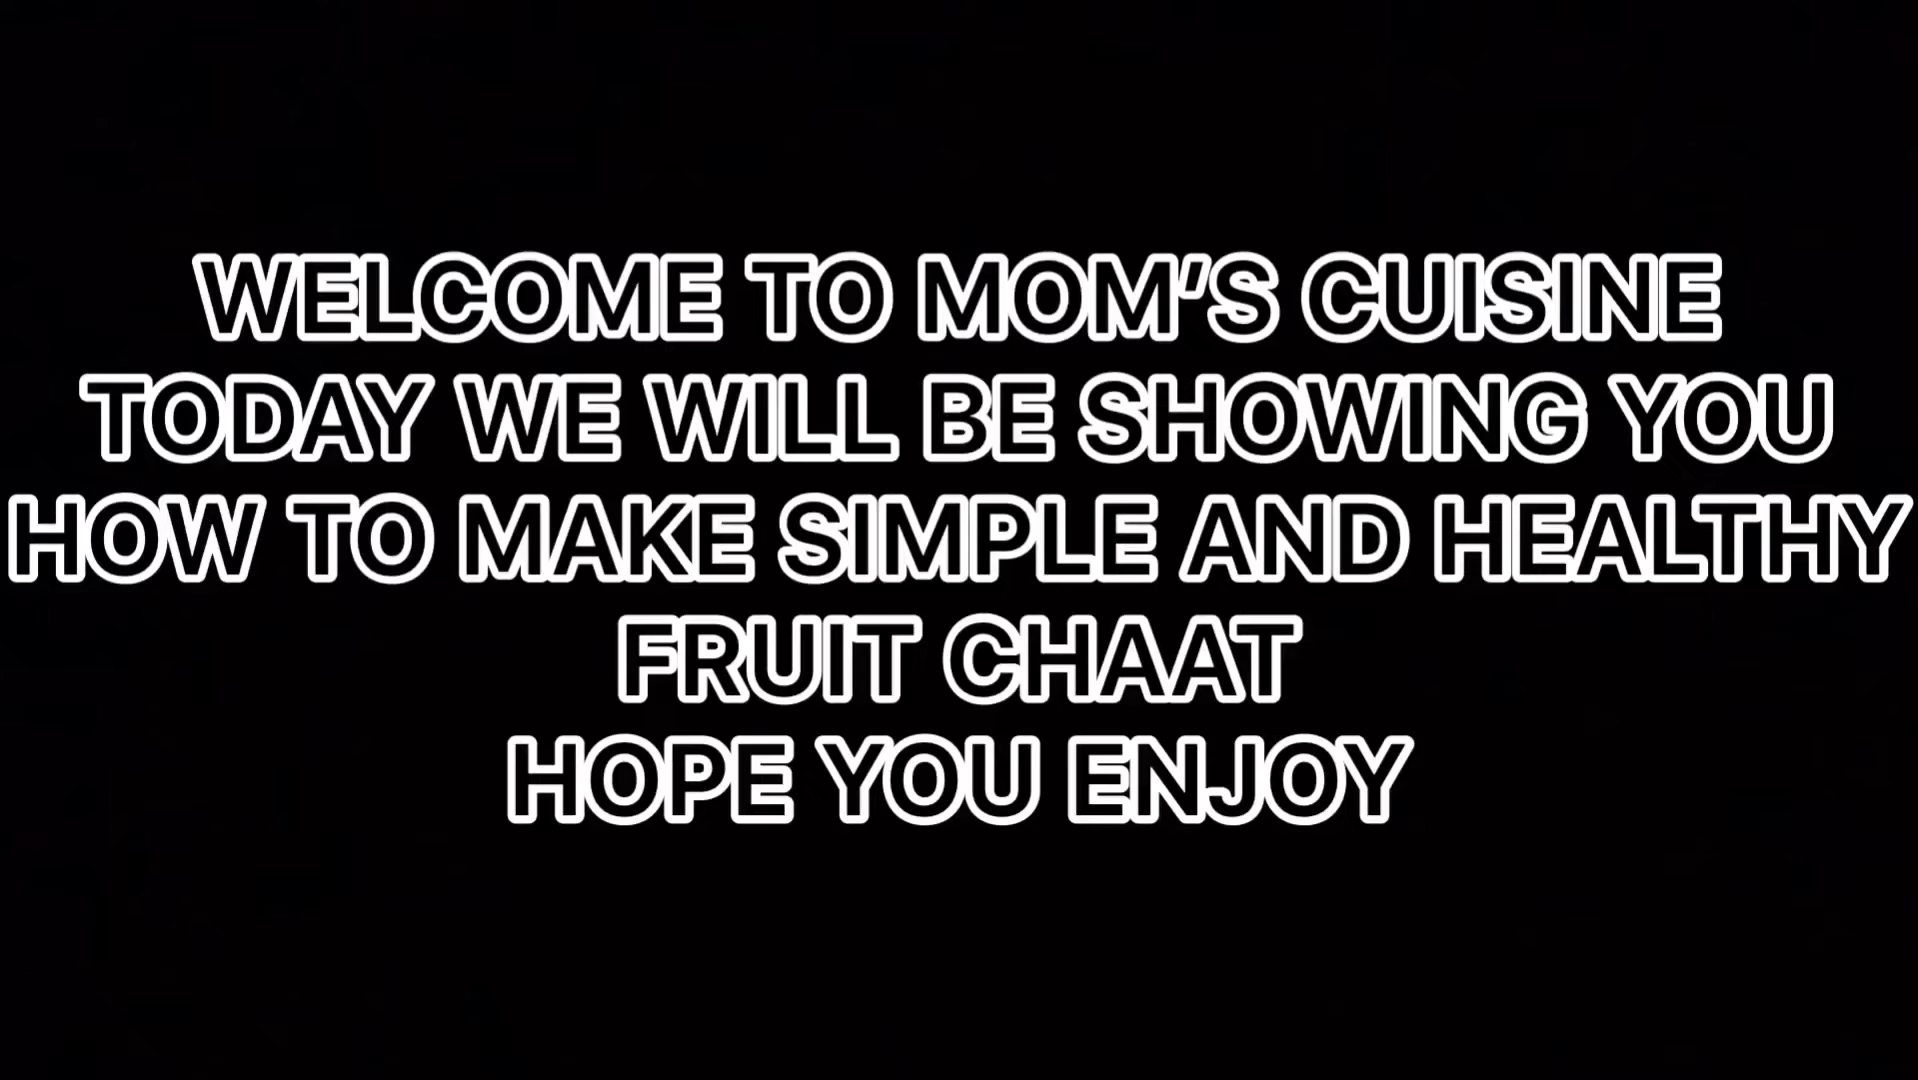 WELCOME TO MOM'S CUISINE
TODAY WE WILL BE SHOWING YOU
HOW TO MAKE SIMPLE AND HEALTHY
FRUIT CHAAT
HOPE YOU ENJOY